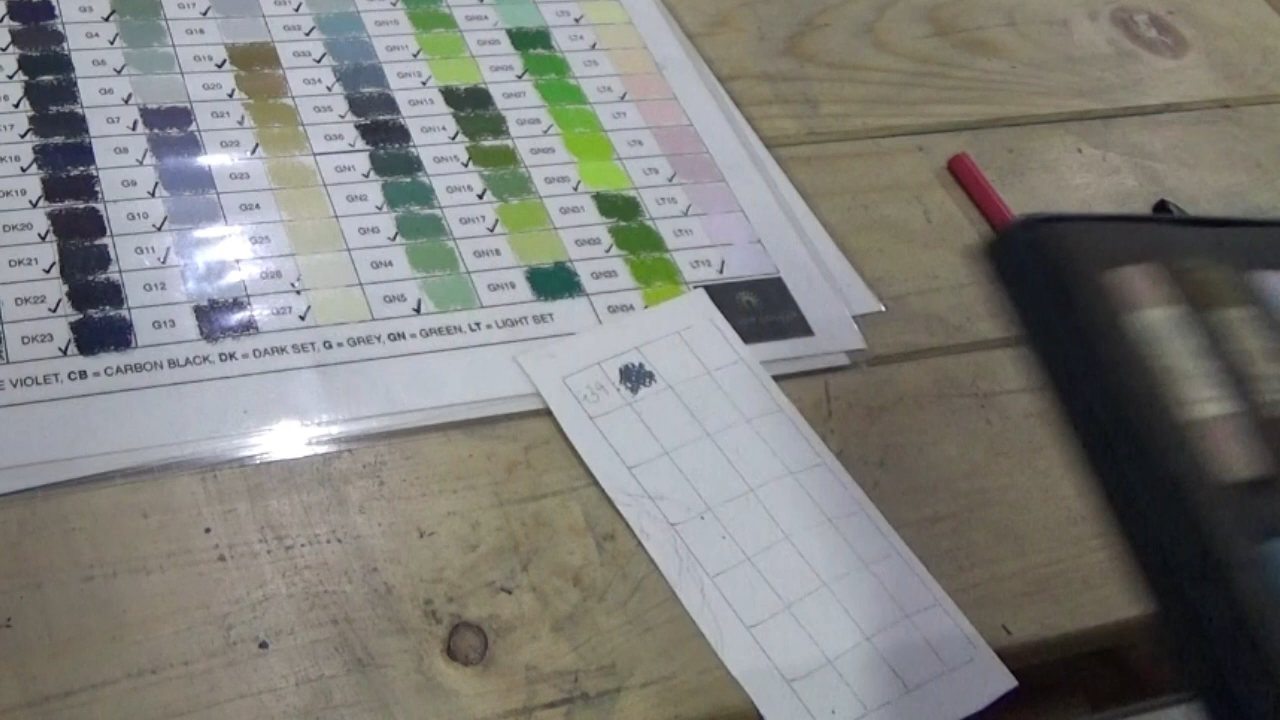 G3 G17 G31 GN24 LT3
G4 G18 G32 GN10 GN25 LT4
G5 G19 G33 GN11 GN26 LT5
G6 G20 G34 GN12 GN27 LT6
K17 G7 G21 G35 GN13 GN28 LT7
K18 G8 G22 G36 GN14 GN29 LT8
DK19 G9 G23 GN1 GN15 GN30 LT9
DK20 G10 G24 GN2 GN16 GN31 LT10
DK21 G11 G25 GN3 GN17 GN32 LT11
DK22 G12 G26 GN4 GN18 GN33 LT12
DK23 G13 G27 GN5 GN19 GN34
E VIOLET, CB = CARBON BLACK, DK = DARK SET, G = GREY, GN = GREEN, LT = LIGHT SET